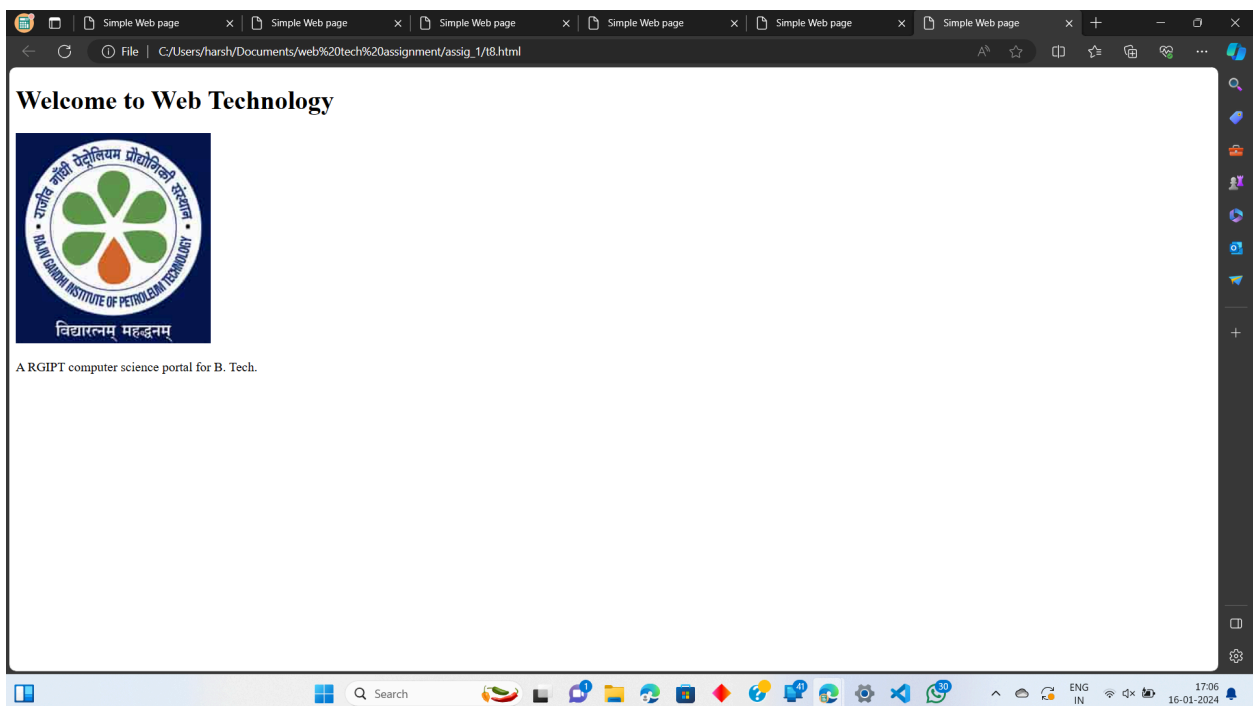 Simple Web page
Simple Web page
Simple Web page
Simple Web page
Simple Web page
Simple Web page
File | C:/Users/harsh/Documents/web%20tech%20assignment/assig_1/t8.html
Welcome to Web Technology
राजीव गाँधी पेट्रोलियम प्रौद्योगिकी संस्थान
RAJIV GANDHI INSTITUTE OF PETROLEUM TECHNOLOGY
विद्यारत्नम् महद्धनम्
A RGIPT computer science portal for B. Tech.
Search
1
41
30
ENG
IN
17:06
16-01-2024